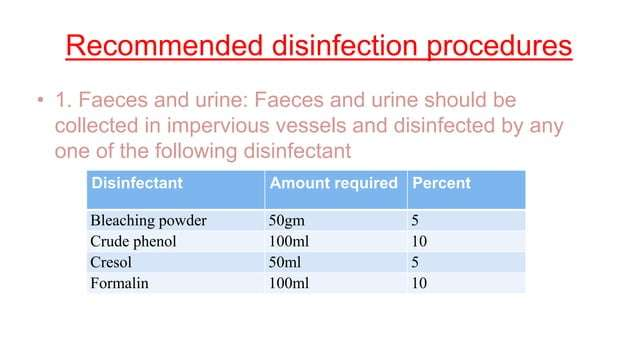 Recommended disinfection procedures
• 1. Faeces and urine: Faeces and urine should be
collected in impervious vessels and disinfected by any
one of the following disinfectant
Disinfectant Amount required Percent
Bleaching powder 50gm 5
Crude phenol 100ml 10
Cresol 50ml 5
Formalin 100ml 10